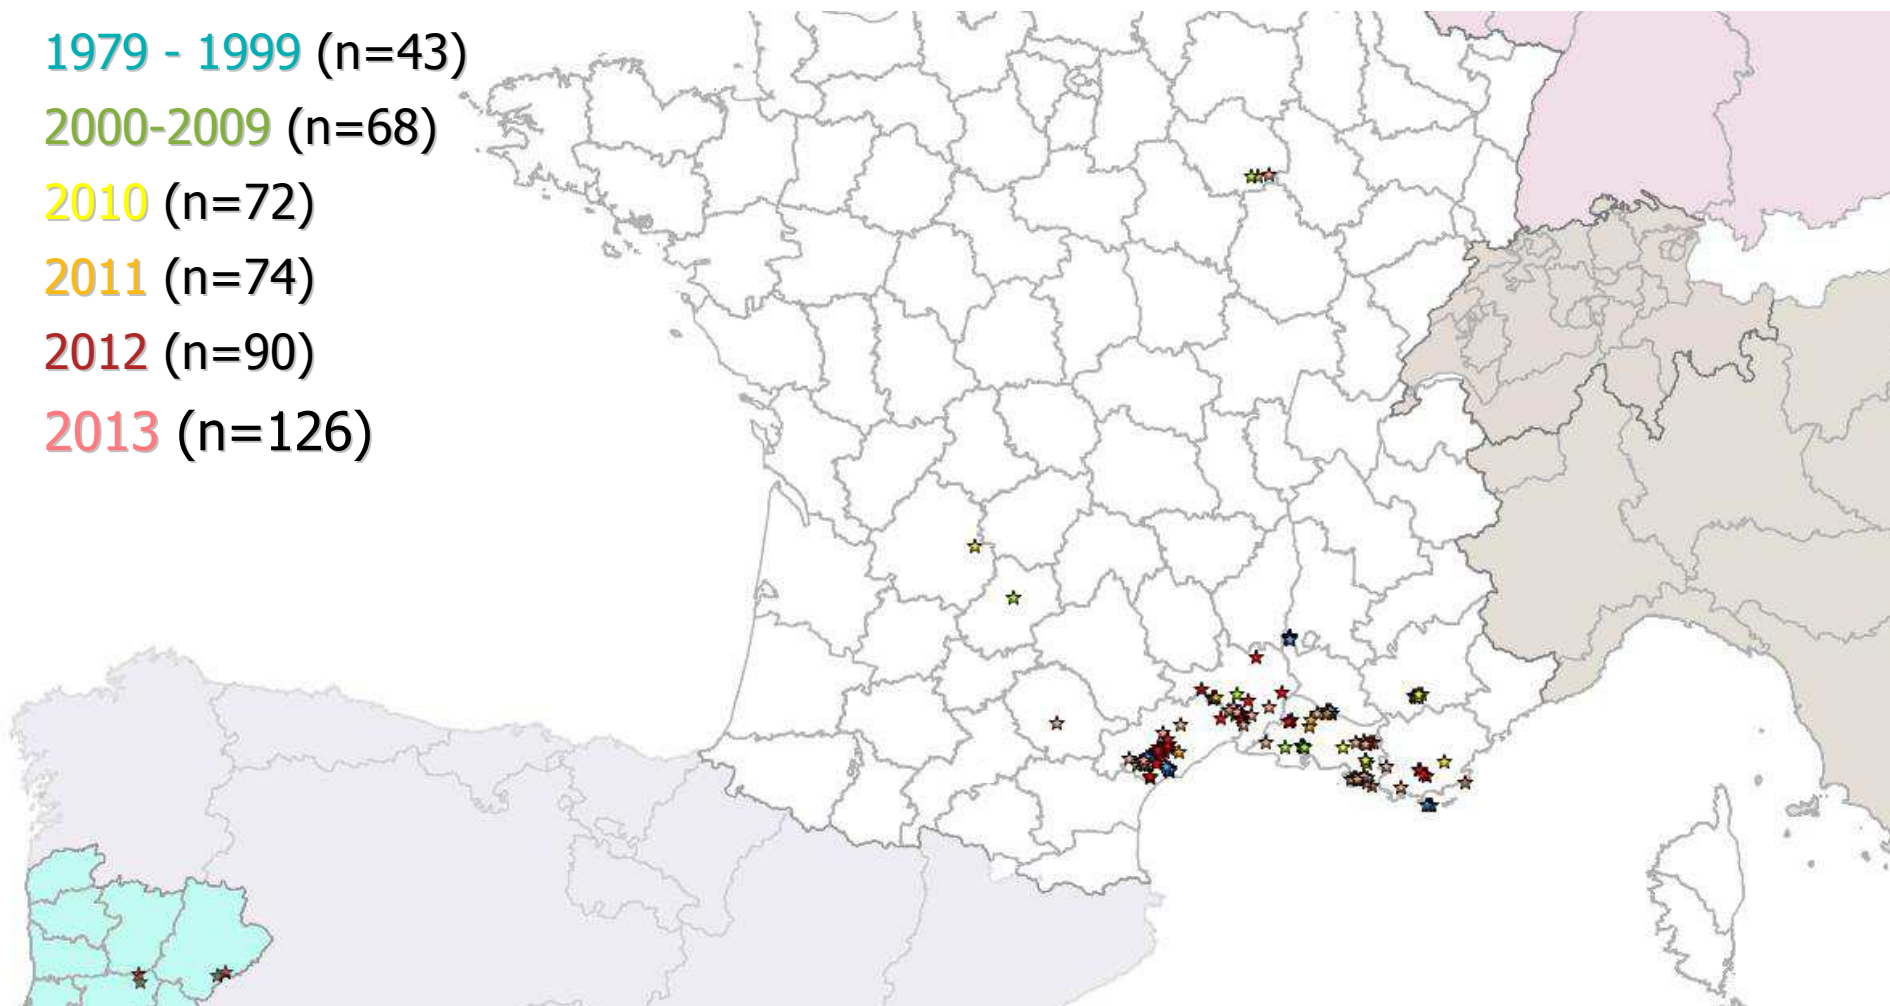 1979 - 1999 (n=43)
2000-2009 (n=68)
2010 (n=72)
2011 (n=74)
2012 (n=90)
2013 (n=126)